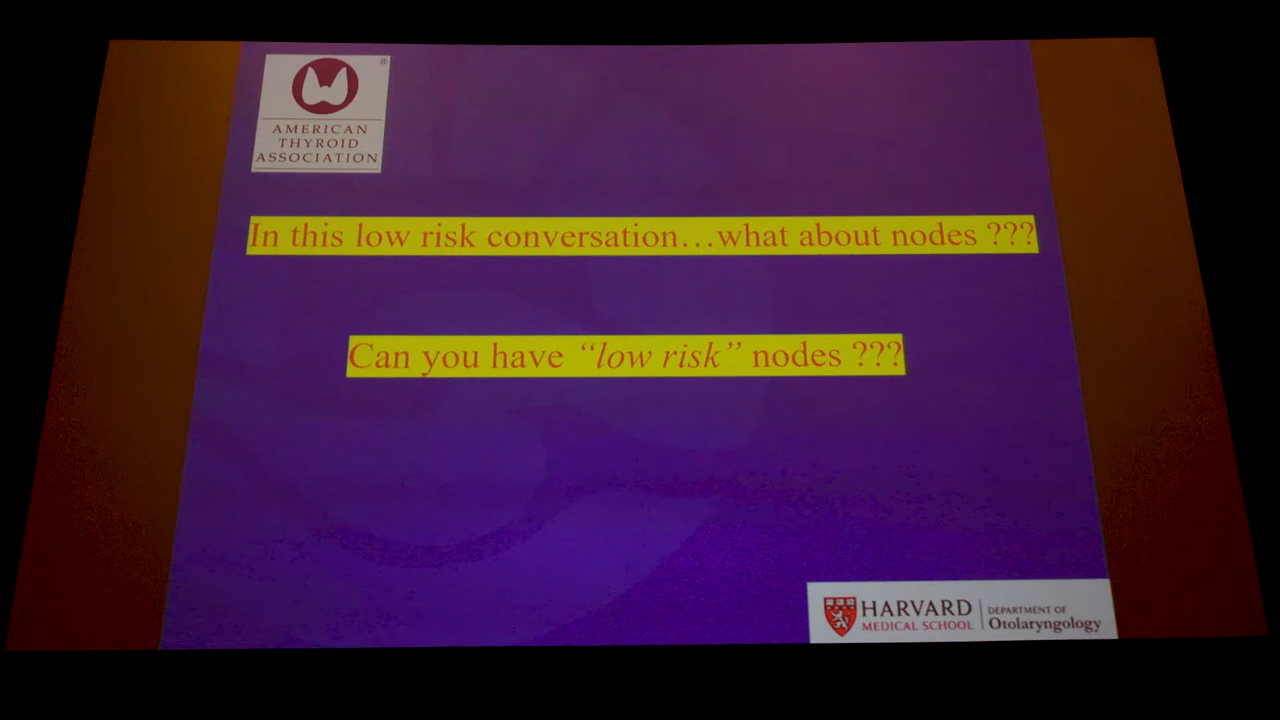 ®
AMERICAN
THYROID
ASSOCIATION
In this low risk conversation…what about nodes ???
Can you have “low risk” nodes ???
HARVARD
MEDICAL SCHOOL
DEPARTMENT OF
Otolaryngology